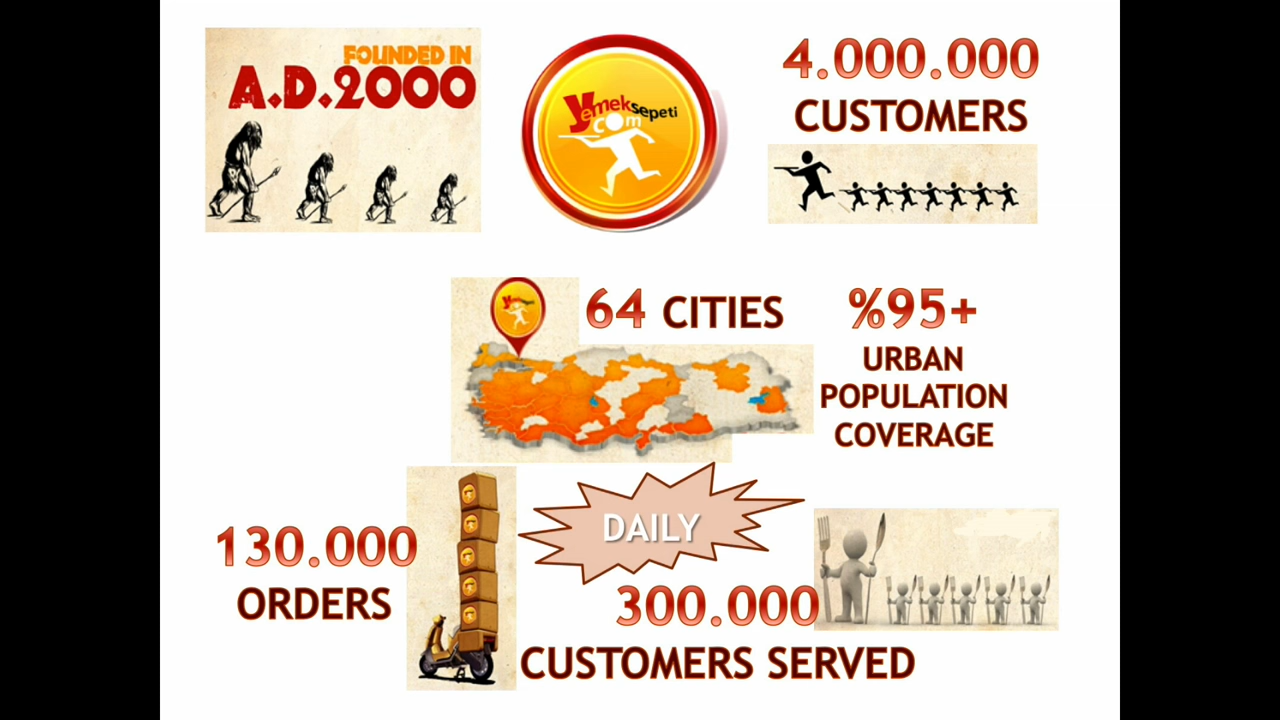 FOUNDED IN
A.D.2000
yemeksepeti
com
4.000.000
CUSTOMERS
64 CITIES
%95+
URBAN
POPULATION
COVERAGE
130.000
ORDERS
DAILY
300.000
CUSTOMERS SERVED